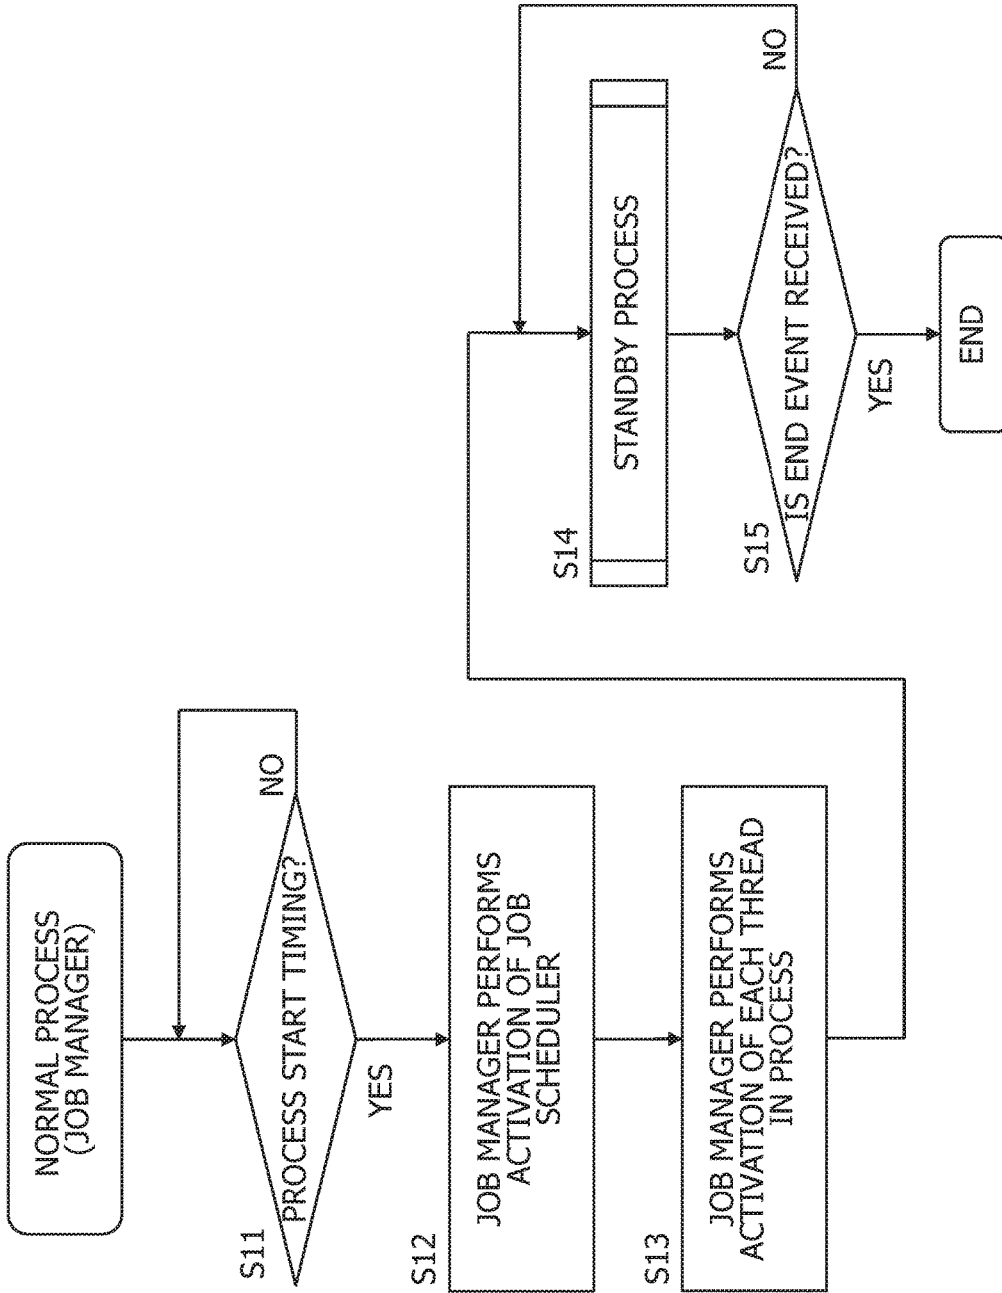 NORMAL PROCESS
(JOB MANAGER)
S11
PROCESS START TIMING?
NO
YES
S12
JOB MANAGER PERFORMS
ACTIVATION OF JOB
SCHEDULER
S13
JOB MANAGER PERFORMS
ACTIVATION OF EACH THREAD
IN PROCESS
S14
STANDBY PROCESS
S15
IS END EVENT RECEIVED?
NO
YES
END